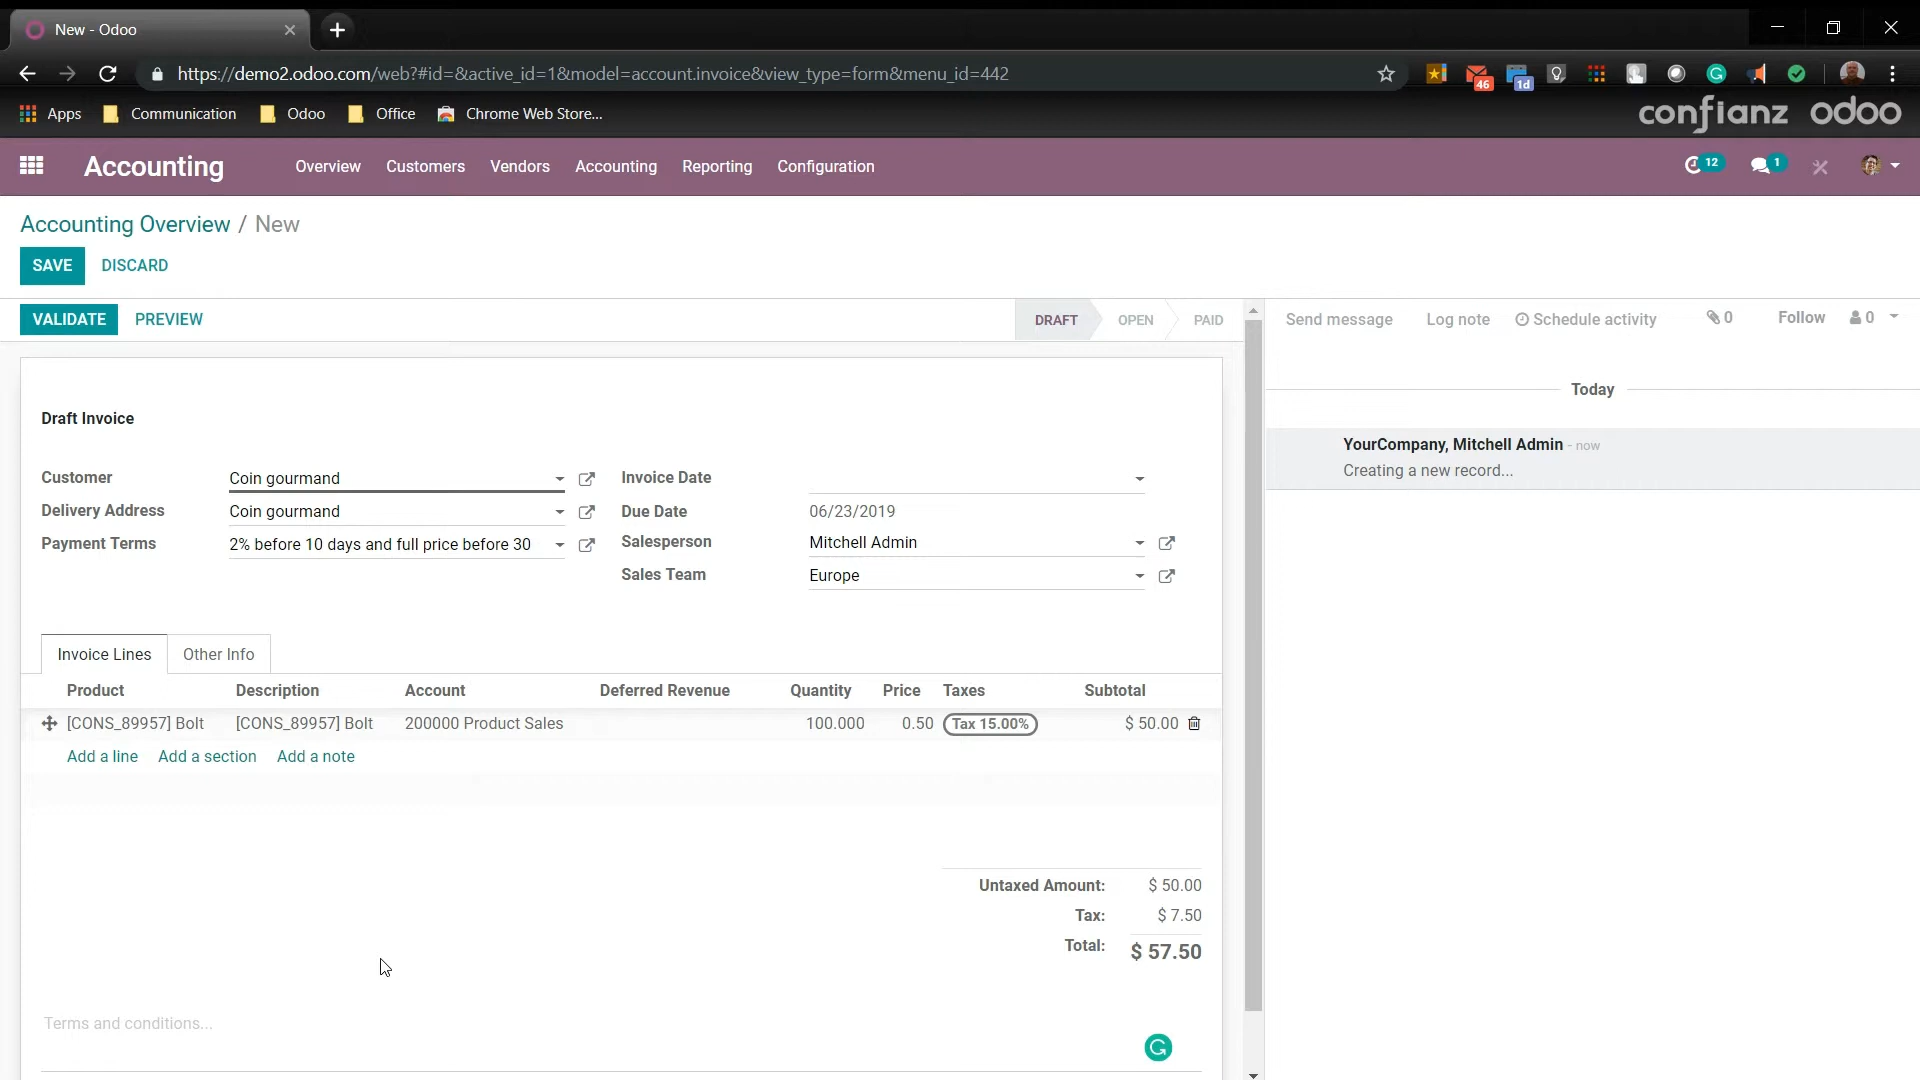 New - Odoo
https://demo2.odoo.com/web?#id=&active_id=1&model=account.invoice&view_type=form&menu_id=442
46
1d
Apps Communication Odoo Office Chrome Web Store...
confianz odoo
Accounting Overview Customers Vendors Accounting Reporting Configuration 12 1
Accounting Overview / New
SAVE DISCARD
VALIDATE PREVIEW DRAFT OPEN PAID
Send message Log note Schedule activity 0 Follow 0
Today
YourCompany, Mitchell Admin - now
Creating a new record...
Draft Invoice
Customer Coin gourmand Invoice Date
Delivery Address Coin gourmand Due Date 06/23/2019
Payment Terms 2% before 10 days and full price before 30 Salesperson Mitchell Admin
Sales Team Europe
Invoice Lines Other Info
Product Description Account Deferred Revenue Quantity Price Taxes Subtotal
[CONS_89957] Bolt [CONS_89957] Bolt 200000 Product Sales 100.000 0.50 Tax 15.00% $ 50.00
Add a line Add a section Add a note
Untaxed Amount: $ 50.00
Tax: $ 7.50
Total: $ 57.50
Terms and conditions...